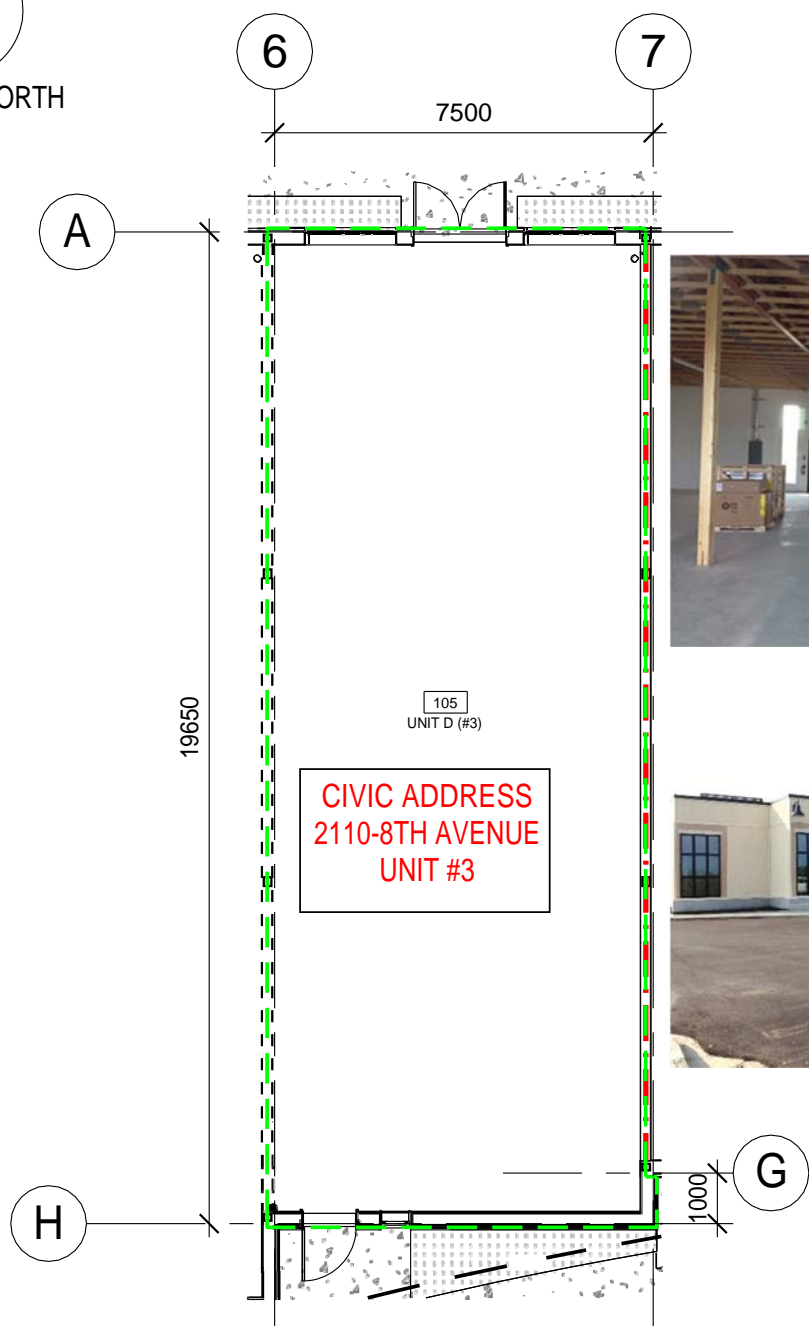 6
7
ORTH
7500
A
19650
105
UNIT D (#3)
CIVIC ADDRESS
2110-8TH AVENUE
UNIT #3
G
1000
H